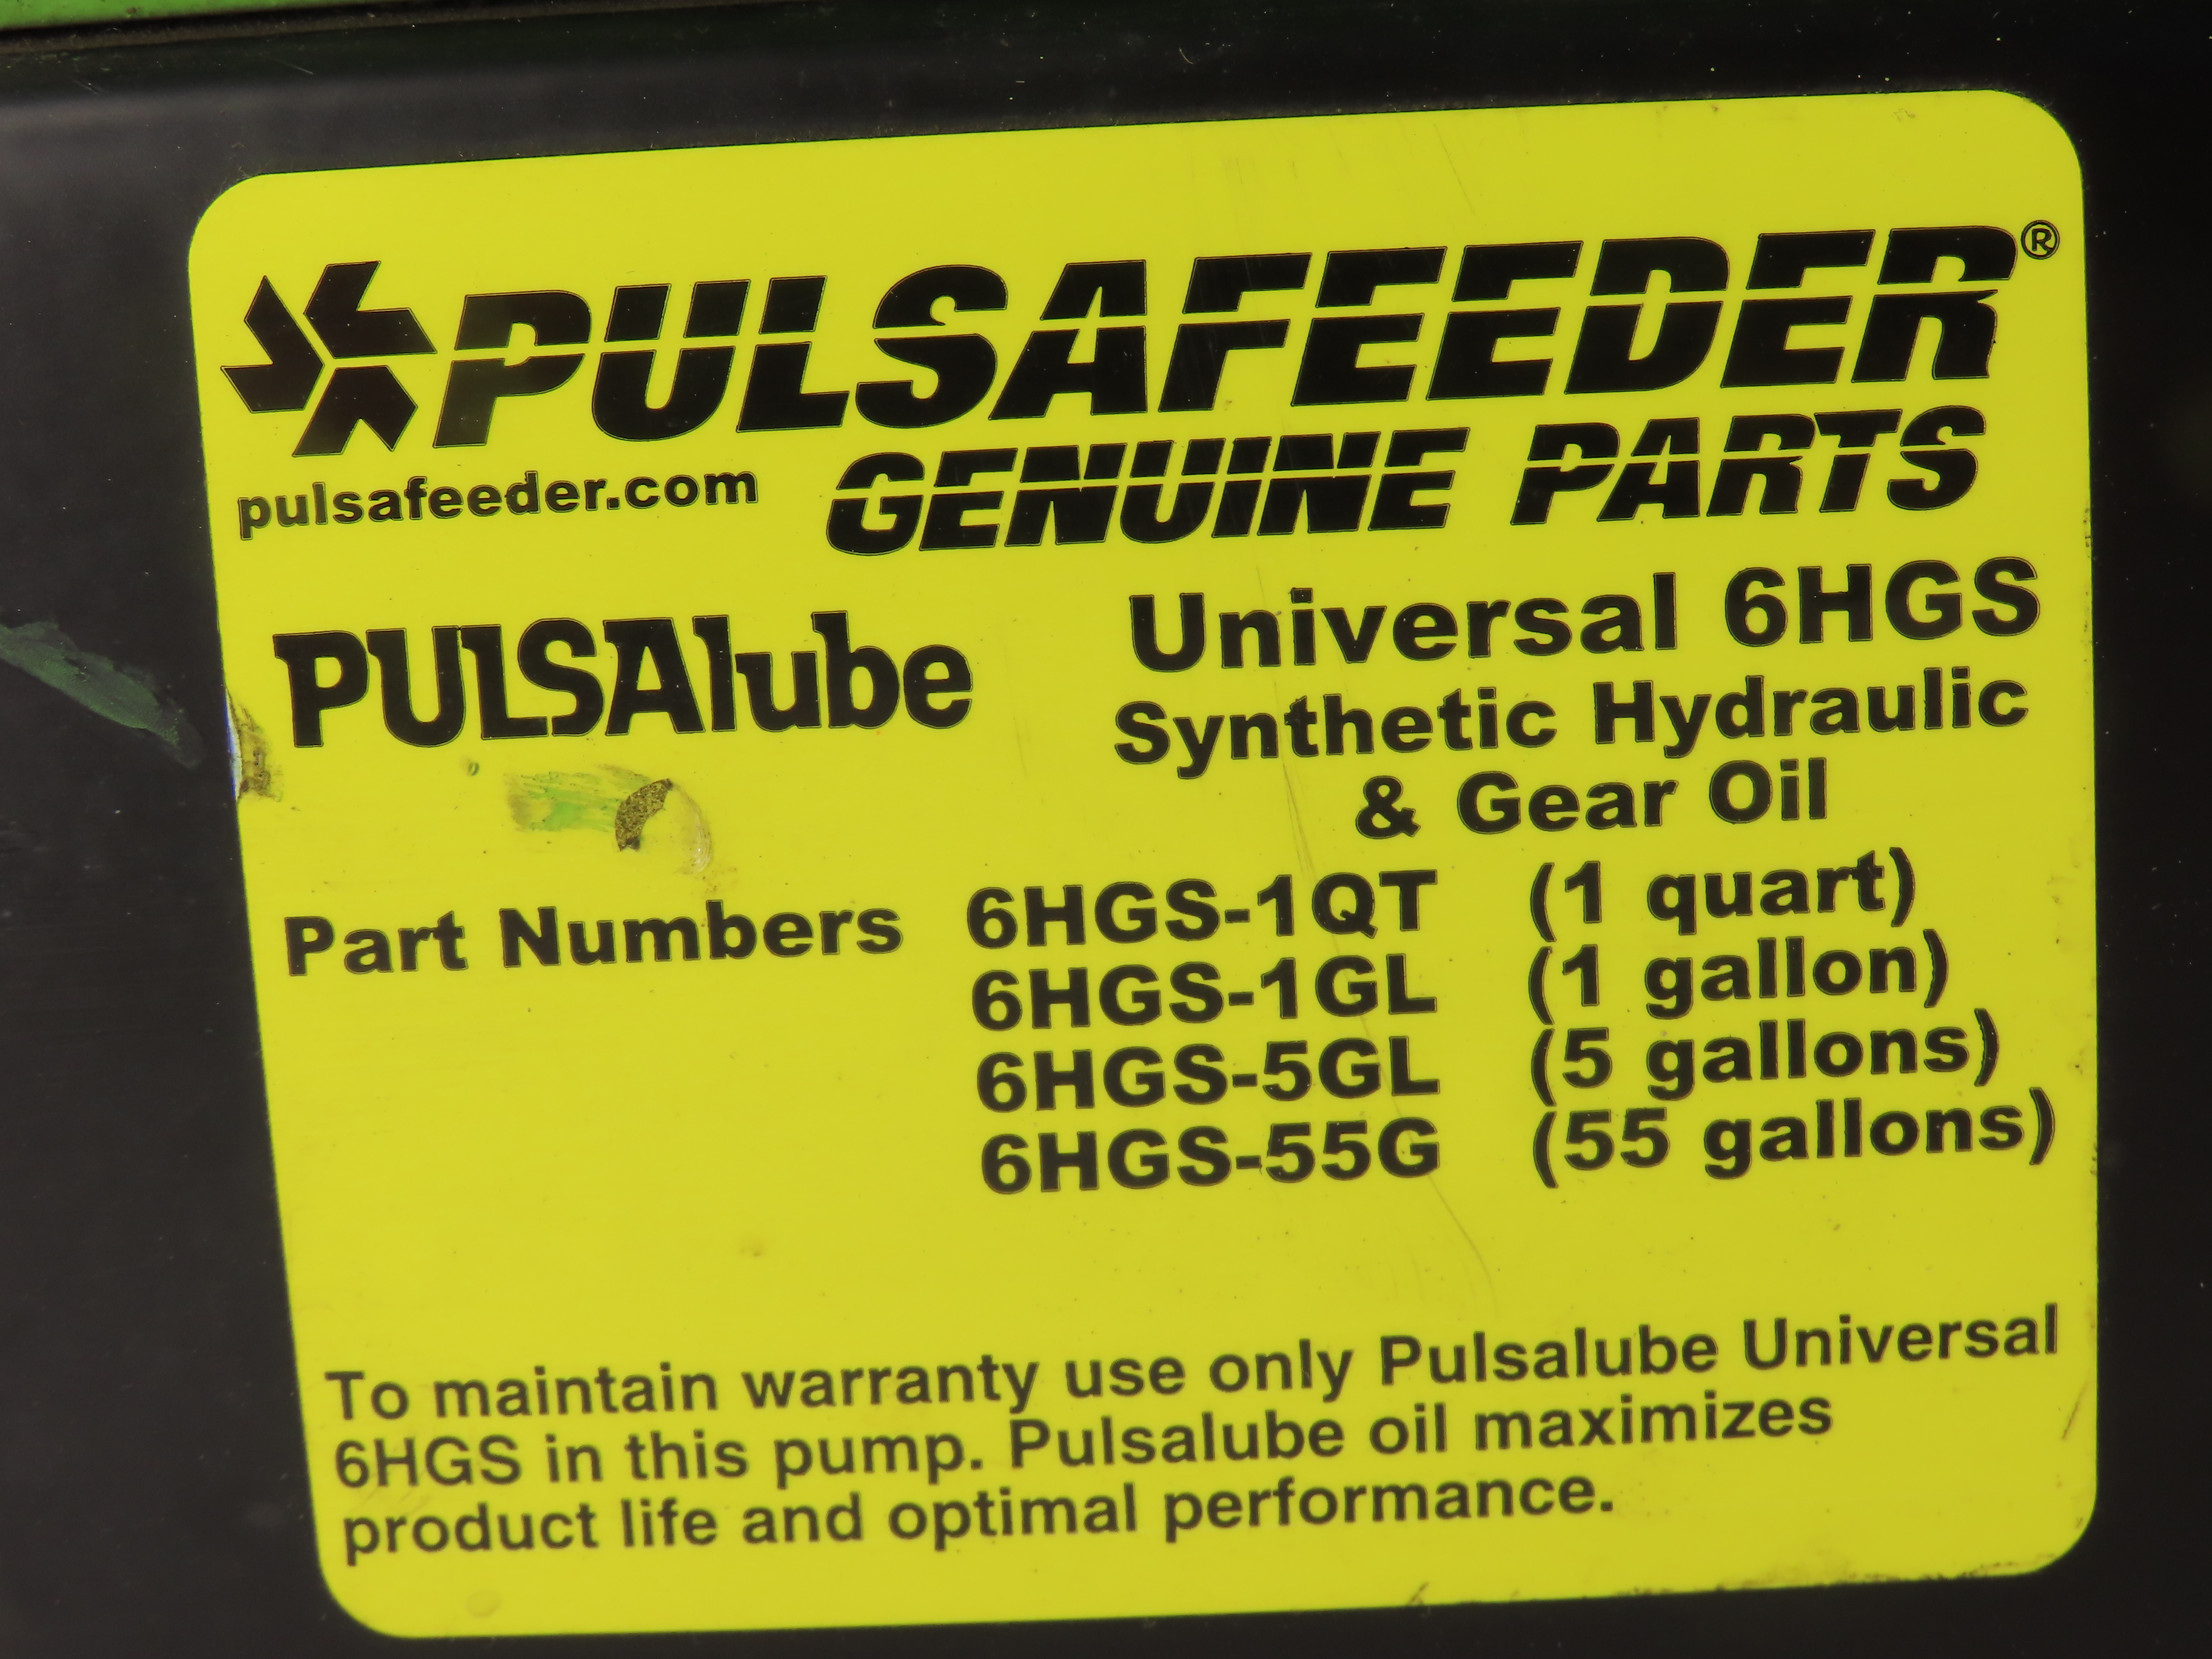 PULSAFEEDER®
pulsafeeder.com GENUINE PARTS
PULSAlube Universal 6HGS
Synthetic Hydraulic
& Gear Oil
Part Numbers 6HGS-1QT (1 quart)
6HGS-1GL (1 gallon)
6HGS-5GL (5 gallons)
6HGS-55G (55 gallons)
To maintain warranty use only Pulsalube Universal
6HGS in this pump. Pulsalube oil maximizes
product life and optimal performance.